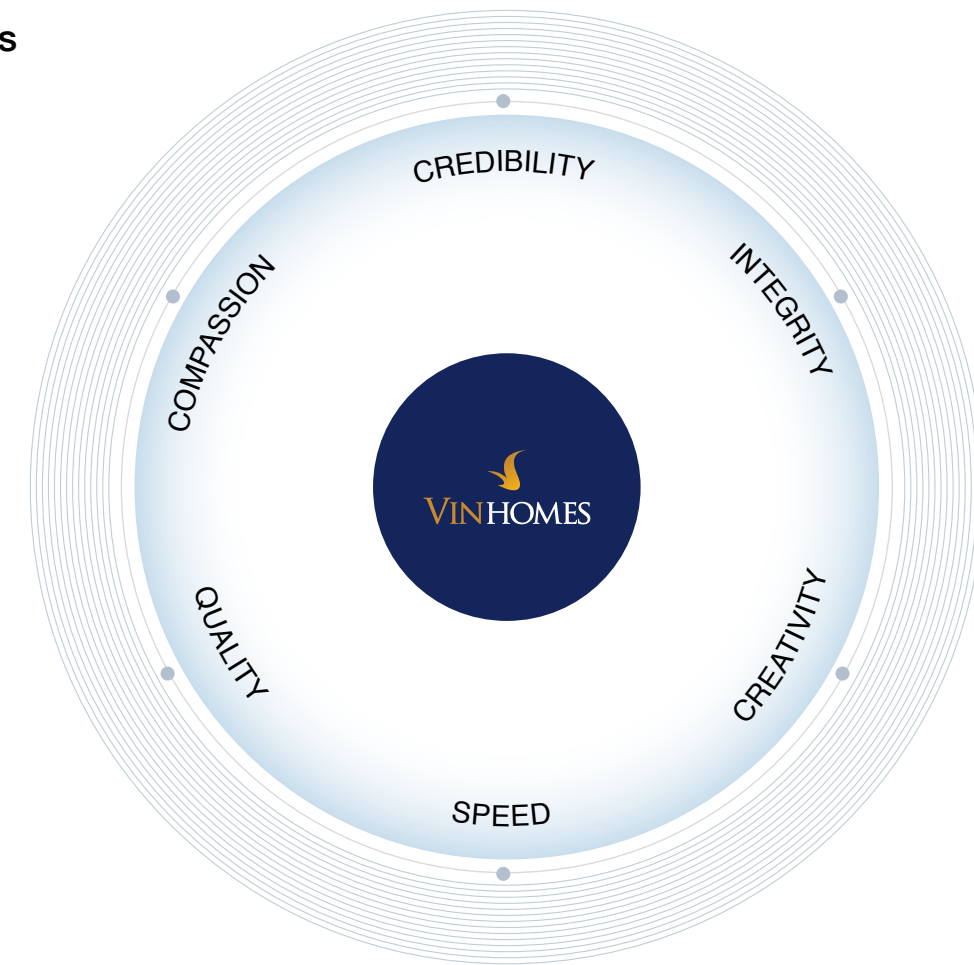 s
CREDIBILITY
INTEGRITY
CREATIVITY
SPEED
QUALITY
COMPASSION
VINHOMES